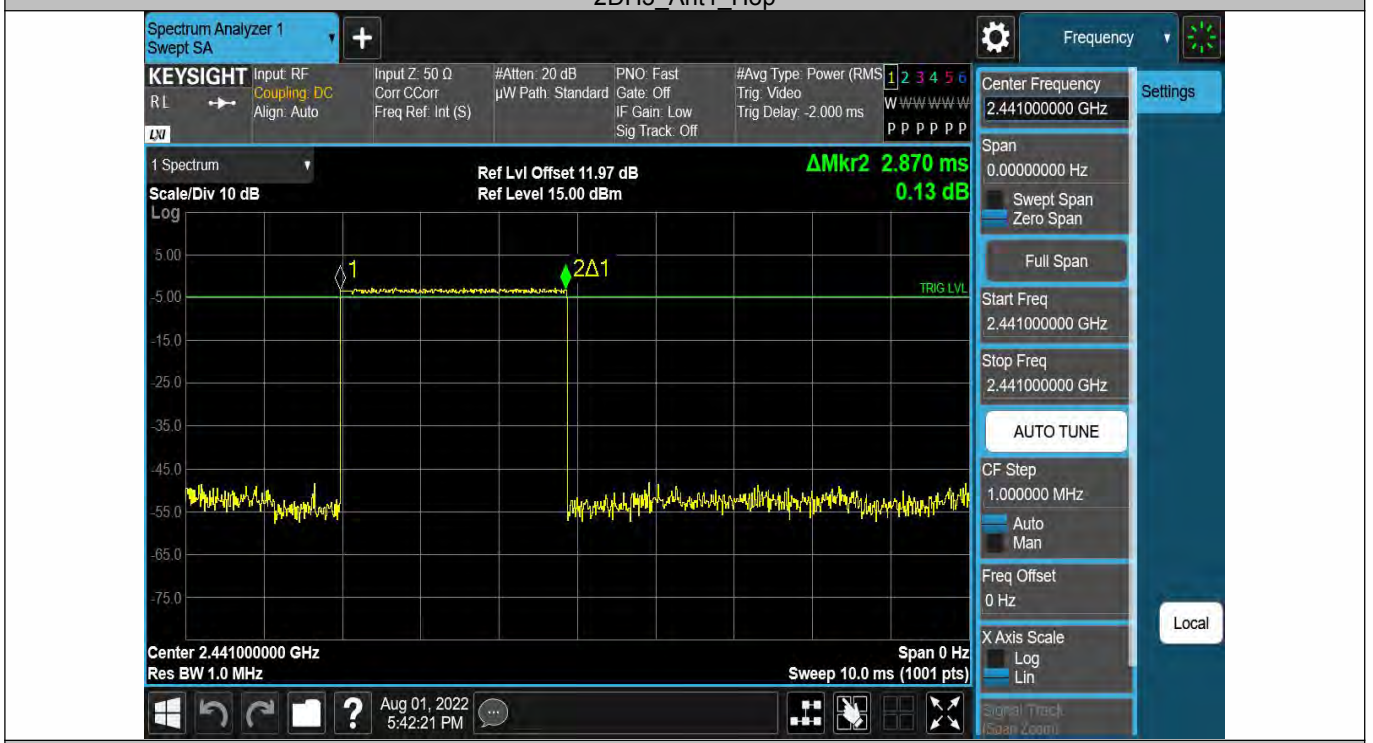 2DH5_Ant1_Hop
Spectrum Analyzer 1
Swept SA
Frequency
KEYSIGHT
R L
LXI
Input: RF
Coupling: DC
Align: Auto
Input Z: 50 Ω
Corr CCorr
Freq Ref: Int (S)
#Atten: 20 dB
µW Path: Standard
PNO: Fast
Gate: Off
IF Gain: Low
Sig Track: Off
#Avg Type: Power (RMS
Trig: Video
Trig Delay: -2.000 ms
1 2 3 4 5 6
W W W W W W
P P P P P P
1 Spectrum
Scale/Div 10 dB
Log
Ref Lvl Offset 11.97 dB
Ref Level 15.00 dBm
ΔMkr2 2.870 ms
0.13 dB
5.00
-5.00
-15.0
-25.0
-35.0
-45.0
-55.0
-65.0
-75.0
1
2Δ1
TRIG LVL
Center 2.441000000 GHz
Res BW 1.0 MHz
Span 0 Hz
Sweep 10.0 ms (1001 pts)
Center Frequency
2.441000000 GHz
Settings
Span
0.00000000 Hz
Swept Span
Zero Span
Full Span
Start Freq
2.441000000 GHz
Stop Freq
2.441000000 GHz
AUTO TUNE
CF Step
1.000000 MHz
Auto
Man
Freq Offset
0 Hz
X Axis Scale
Log
Lin
Local
Signal Track
(Span Zoom)
?
Aug 01, 2022
5:42:21 PM